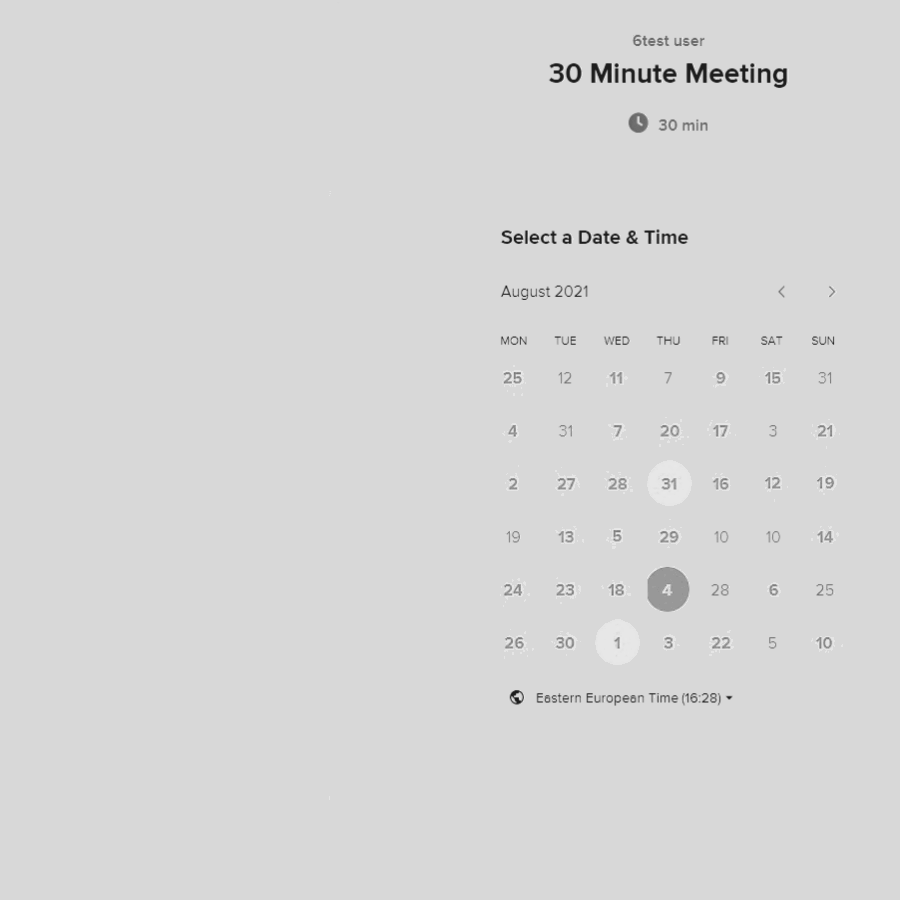 6test user
30 Minute Meeting
30 min
Select a Date & Time
August 2021
MON TUE WED THU FRI SAT SUN
25 12 11 7 9 15 31
4 31 7 20 17 3 21
2 27 28 31 16 12 19
19 13 5 29 10 10 14
24 23 18 4 28 6 25
26 30 1 3 22 5 10
Eastern European Time (16:28)